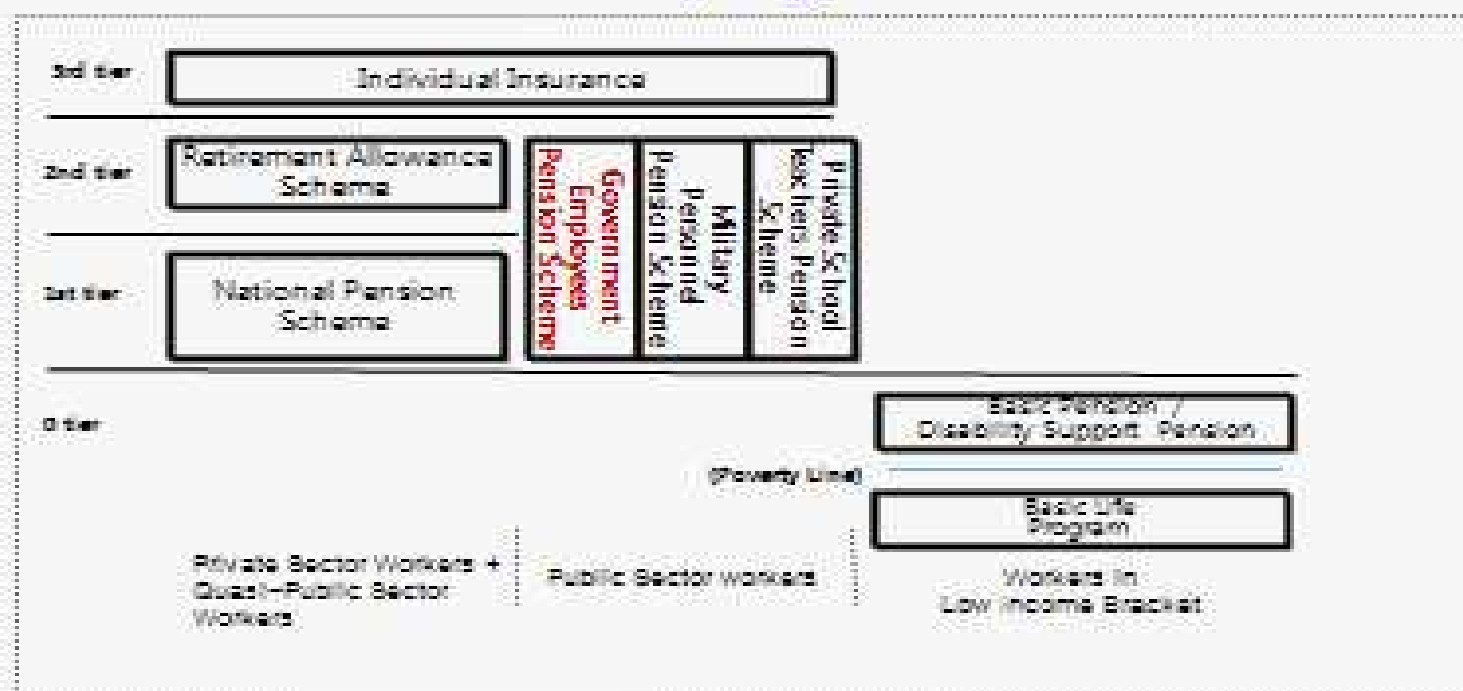 3rd tier
Individual Insurance
2nd tier
Retirement Allowance
Scheme
Government
Employees
Pension Scheme
Military
Personnel
Pension Scheme
Private School
Teachers Pension
Scheme
1st tier
National Pension
Scheme
0 tier
Basic Pension /
Disability Support Pension
(Poverty Line)
Basic Life
Program
Private Sector Workers +
Quasi-Public Sector
Workers
Public Sector workers
Workers in
Low Income Bracket